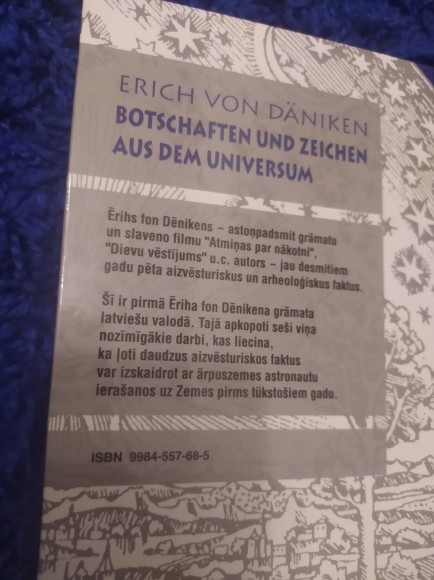 ERICH VON DÄNIKEN
BOTSCHAFTEN UND ZEICHEN
AUS DEM UNIVERSUM
Ērihs fon Dēnikens – astoņpadsmit grāmatu
un slaveno filmu "Atmiņas par nākotni",
"Dievu vēstījums" u.c. autors – jau desmitiem
gadu pēta aizvēsturiskus un arheoloģiskus faktus.
Šī ir pirmā Ēriha fon Dēnikena grāmata
latviešu valodā. Tajā apkopoti seši viņa
nozīmīgākie darbi, kas liecina,
ka ļoti daudzus aizvēsturiskos faktus
var izskaidrot ar ārpuszemes astronautu
ierašanos uz Zemes pirms tūkstošiem gadu.
ISBN 9984-557-68-5